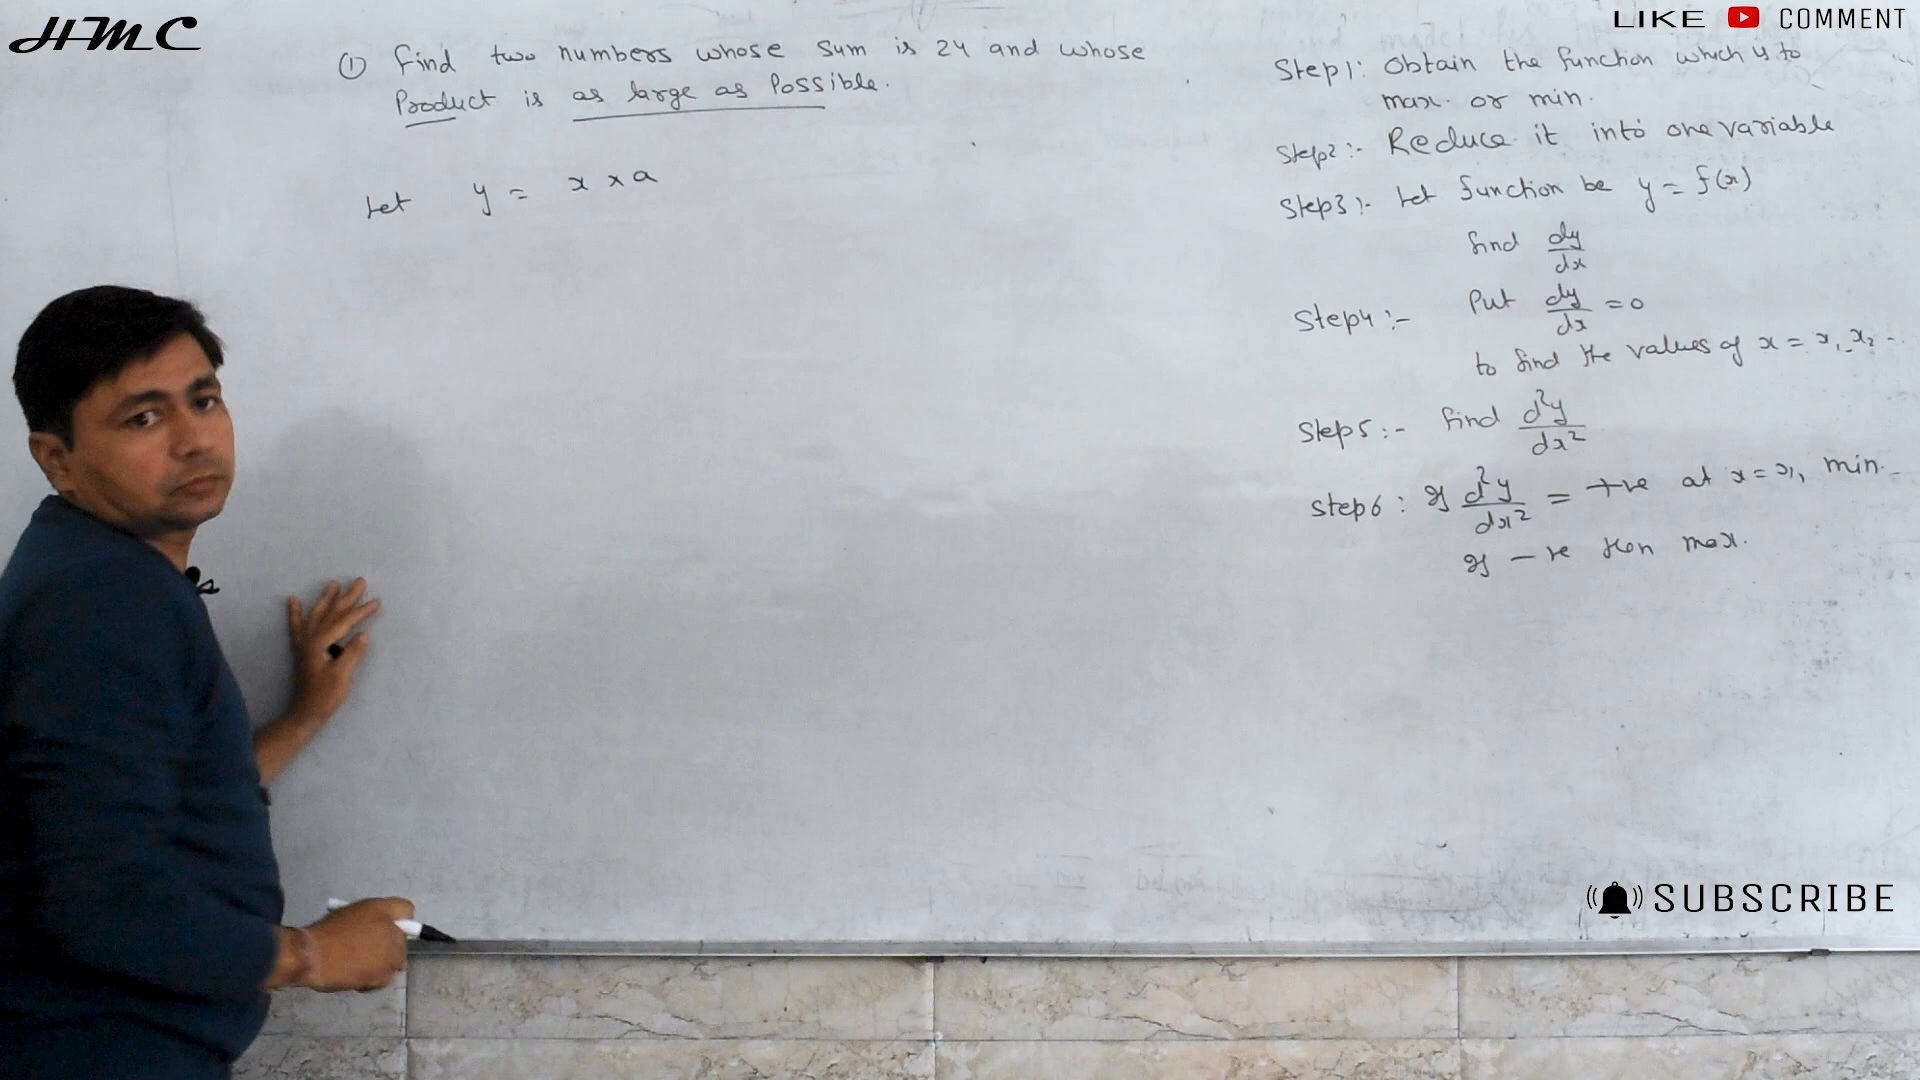 HMC
LIKE COMMENT
① Find two numbers whose sum is 24 and whose
Product is as large as Possible.
Let y = x × a
Step1: Obtain the function which is to
max. or min.
Step2 :- Reduce it into one variable
Step3 :- Let function be y = f(x)
find dy/dx
Step4 :- Put dy/dx = 0
to find the values of x = x₁, x₂ -
Step5 :- Find d²y/dx²
Step6 : If d²y/dx² = +ve at x = x₁, min.
If -ve then max.
SUBSCRIBE